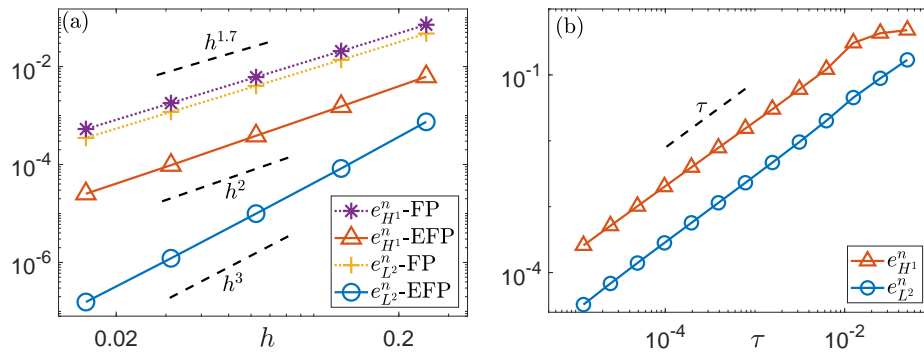 (a)
h^{1.7}
10^{-2}
10^{-4}
h^2
10^{-6}
h^3
e^n_{H^1}-FP
e^n_{H^1}-EFP
e^n_{L^2}-FP
e^n_{L^2}-EFP
0.02
h
0.2
(b)
10^{-1}
τ
10^{-4}
e^n_{H^1}
e^n_{L^2}
10^{-4}
τ
10^{-2}